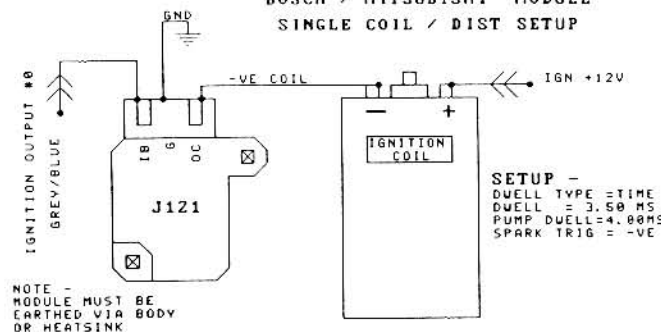 BOSCH / MITSUBISHI MODULE
SINGLE COIL / DIST SETUP
GND
-VE COIL
IGN +12V
IGNITION OUTPUT #0
GREY/BLUE
IB
G
OC
J121
- +
IGNITION
COIL
SETUP -
DWELL TYPE =TIME
DWELL = 3.50 MS
PUMP DWELL=4.00MS
SPARK TRIG = -VE
NOTE -
MODULE MUST BE
EARTHED VIA BODY
OR HEATSINK